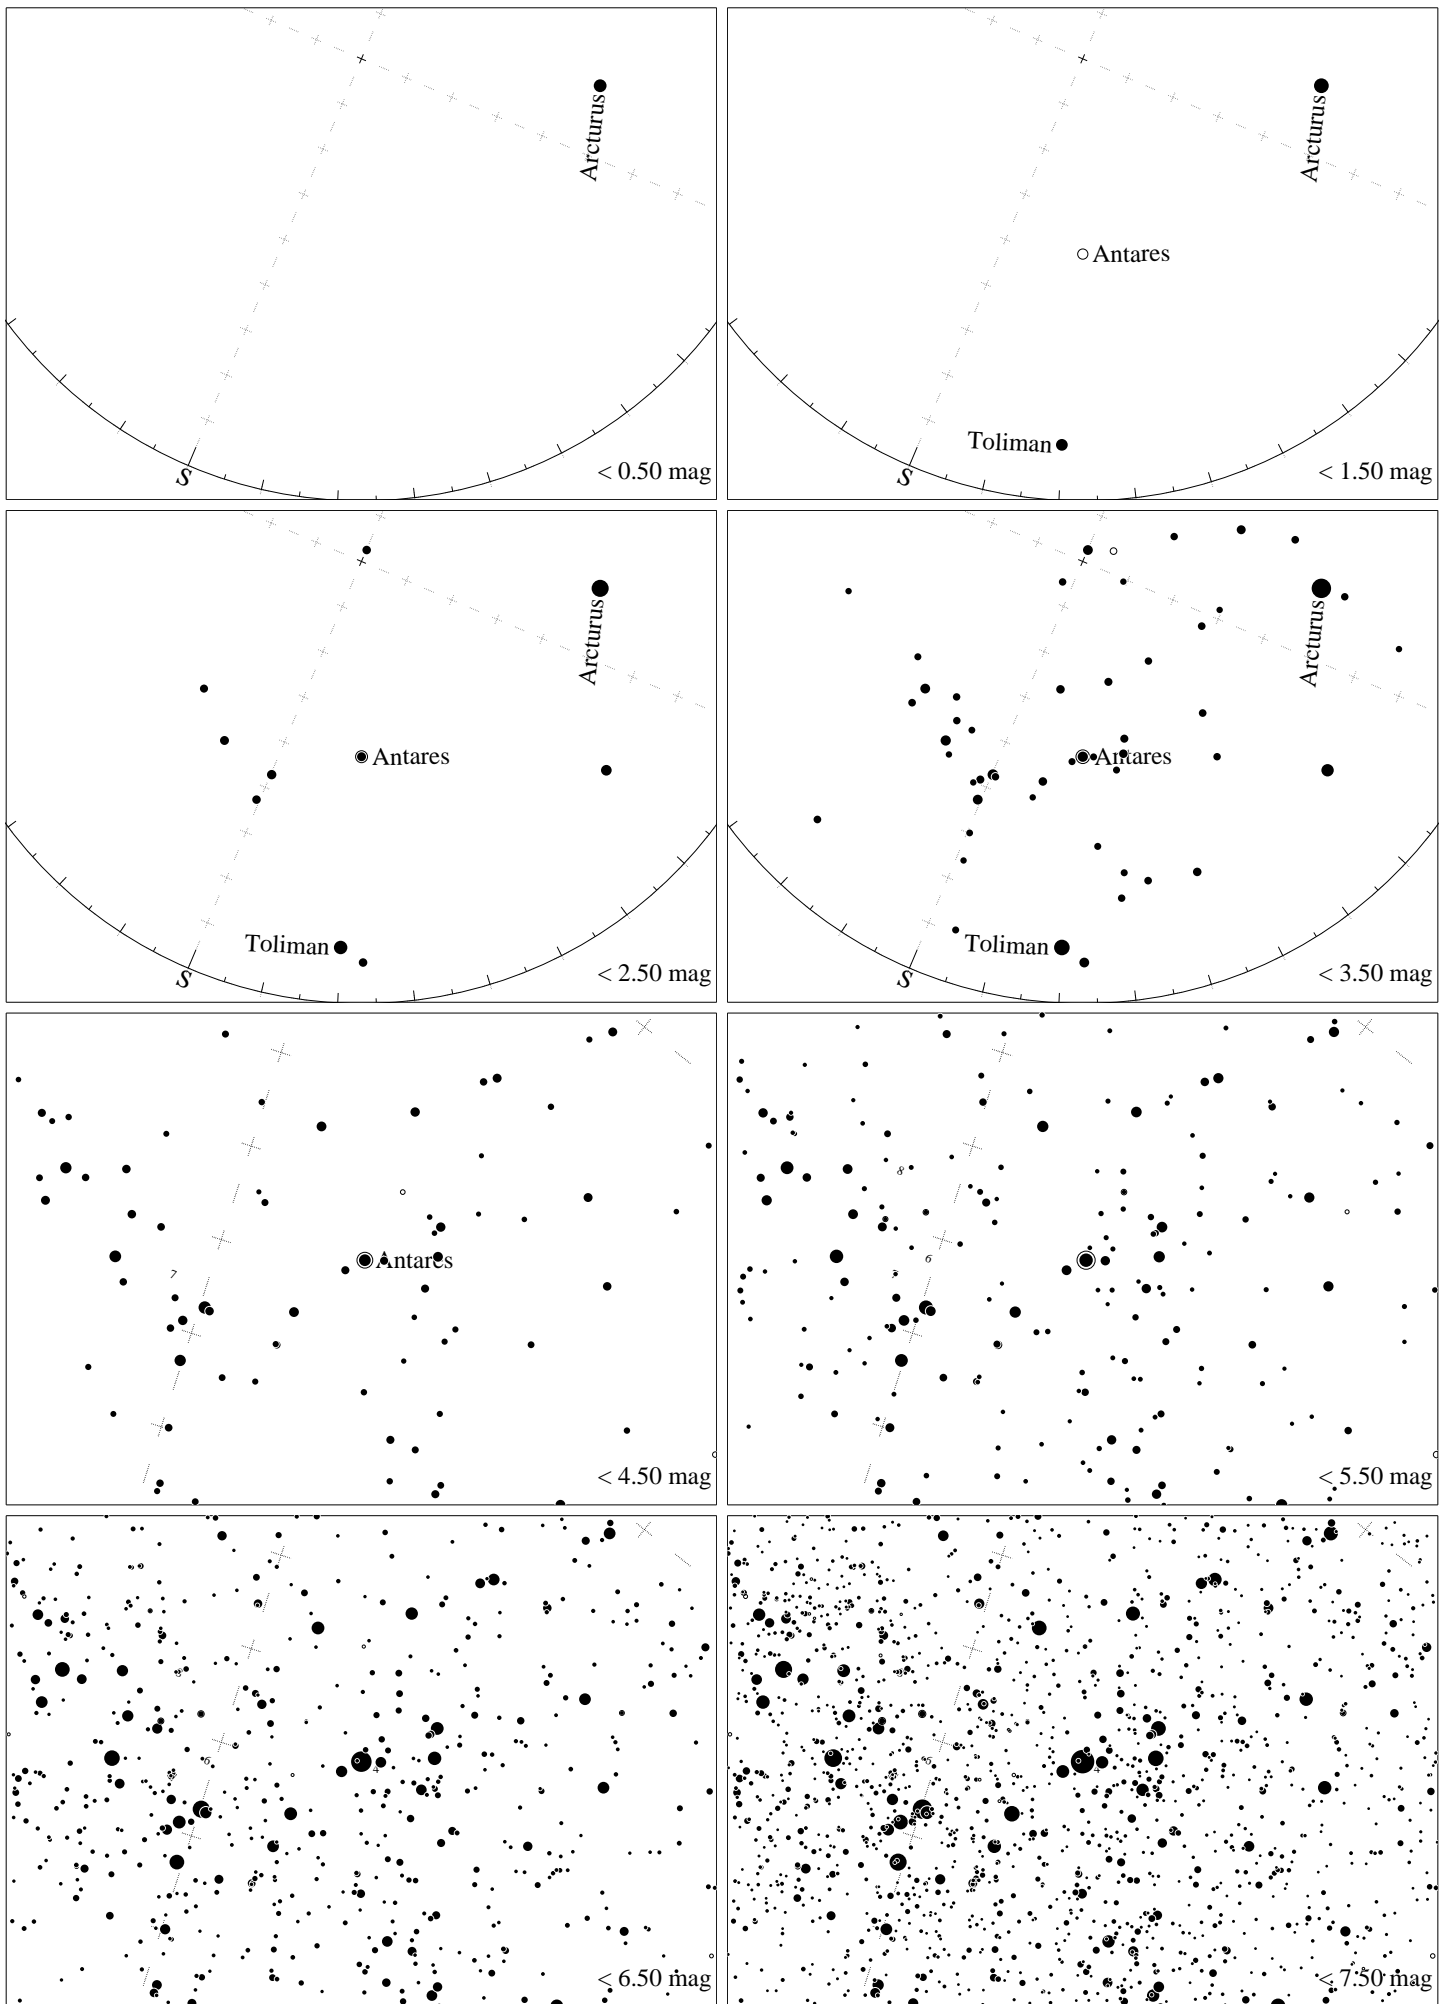 Arcturus
S
< 0.50 mag
Arcturus
Antares
Toliman
S
< 1.50 mag
Arcturus
Antares
Toliman
S
< 2.50 mag
Arcturus
Antares
Toliman
S
< 3.50 mag
7
Antares
< 4.50 mag
8
6
7
< 5.50 mag
< 6.50 mag
< 7.50 mag